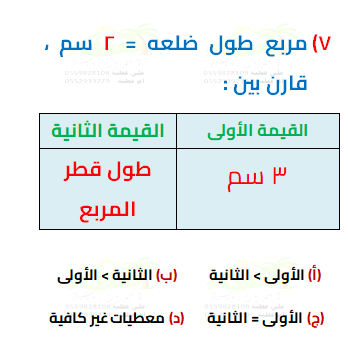 ٧) مربع طول ضلعه = ٢ سم ،
قارن بين :
القيمة الأولى القيمة الثانية
٣ سم طول قطر
المربع
(أ) الأولى > الثانية (ب) الثانية > الأولى
(ج) الأولى = الثانية (د) معطيات غير كافية